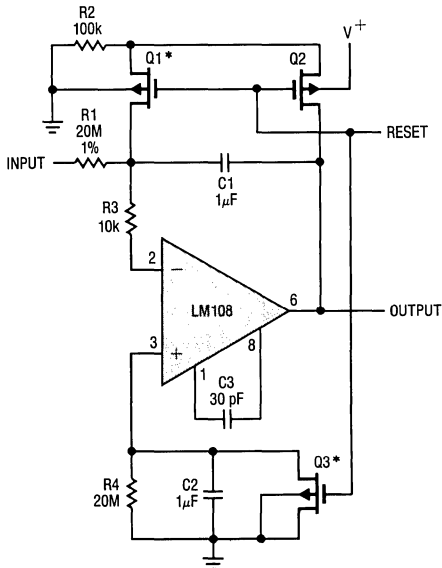 R2
100k
Q1*
Q2
V+
R1
20M
1%
INPUT
RESET
C1
1μF
R3
10k
2
−
LM108
6
OUTPUT
3
+
1
8
C3
30 pF
R4
20M
C2
1μF
Q3*